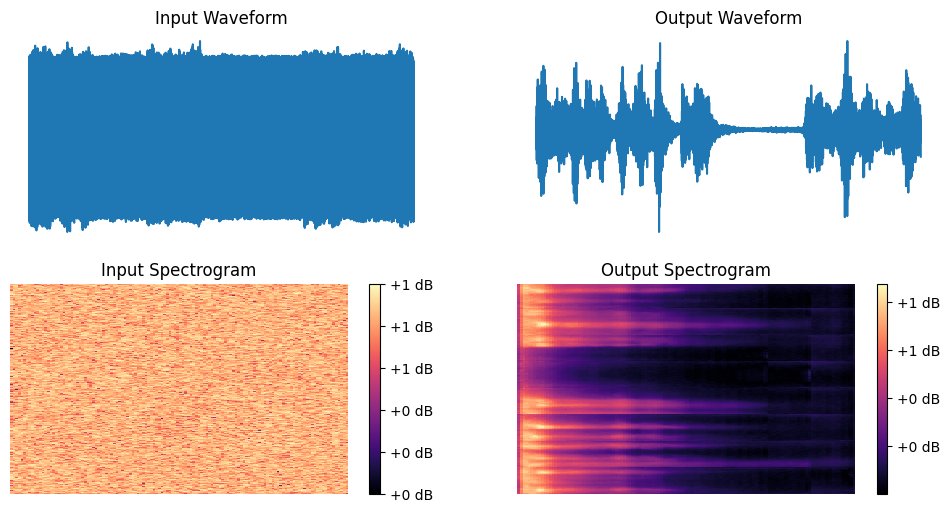 Input Waveform
Output Waveform
Input Spectrogram
+1 dB
+1 dB
+1 dB
+0 dB
+0 dB
+0 dB
Output Spectrogram
+1 dB
+1 dB
+0 dB
+0 dB